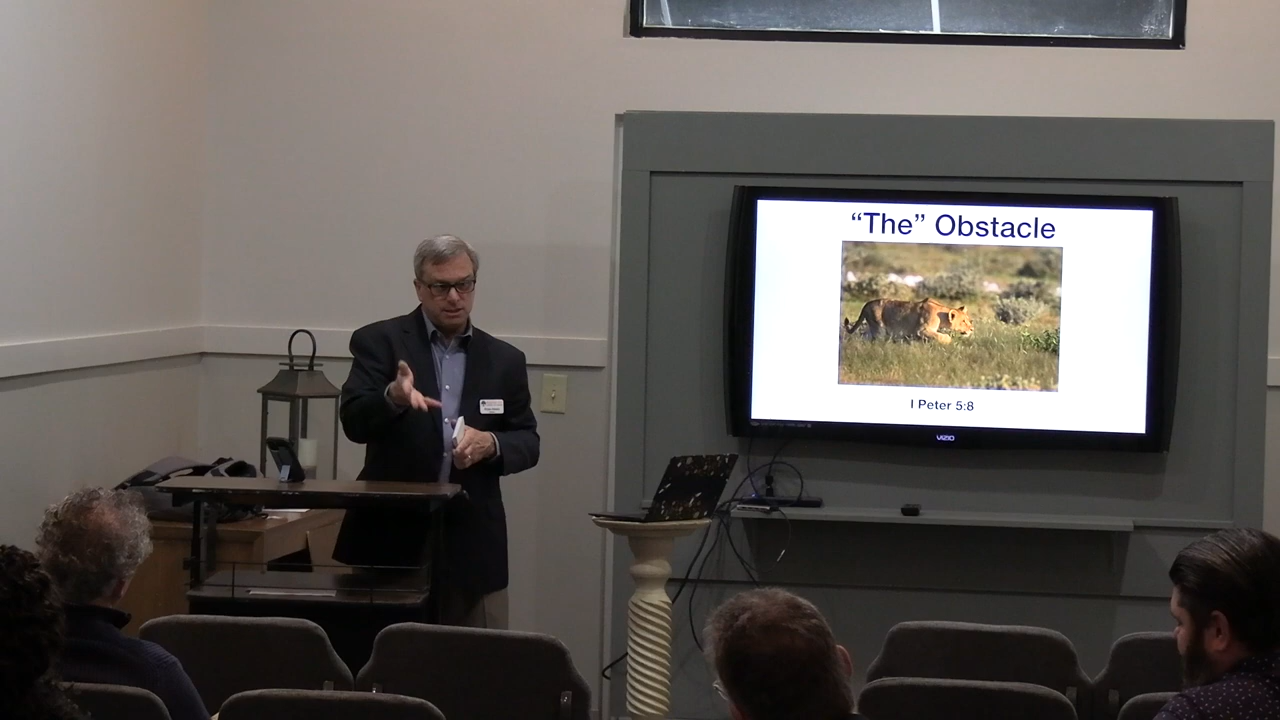 “The” Obstacle
I Peter 5:8
VIZIO